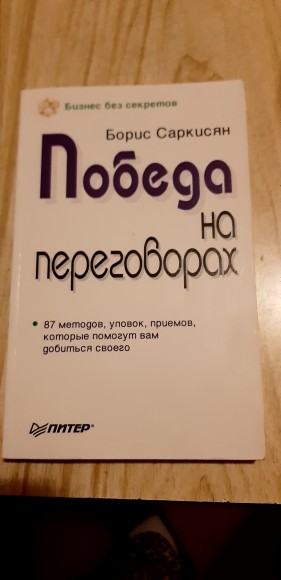 Бизнес без секретов
Борис Саркисян
Победа
на
переговорах
• 87 методов, уловок, приемов,
которые помогут вам
добиться своего
ПИТЕР®